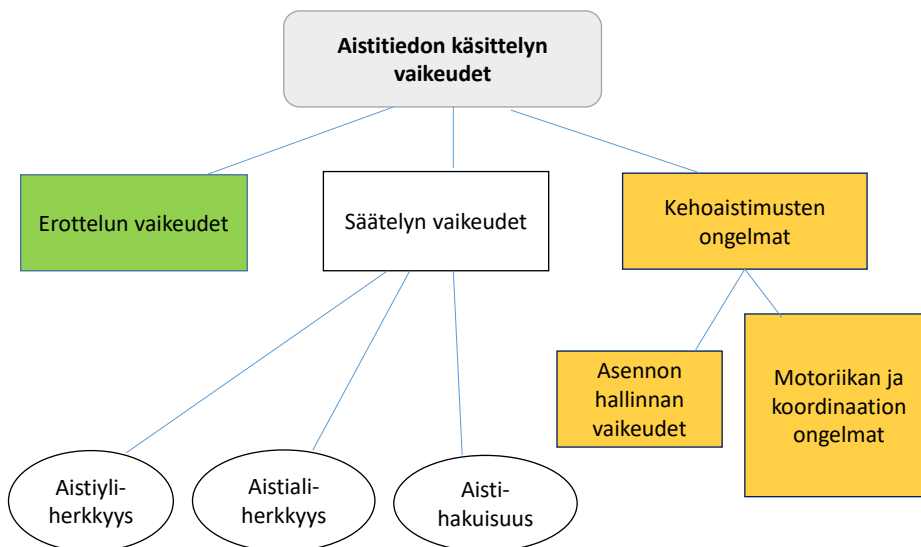 Aistitiedon käsittelyn
vaikeudet
Erottelun vaikeudet
Säätelyn vaikeudet
Kehoaistimusten
ongelmat
Asennon
hallinnan
vaikeudet
Motoriikan ja
koordinaation
ongelmat
Aistiyli-
herkkyys
Aistiali-
herkkyys
Aisti-
hakuisuus